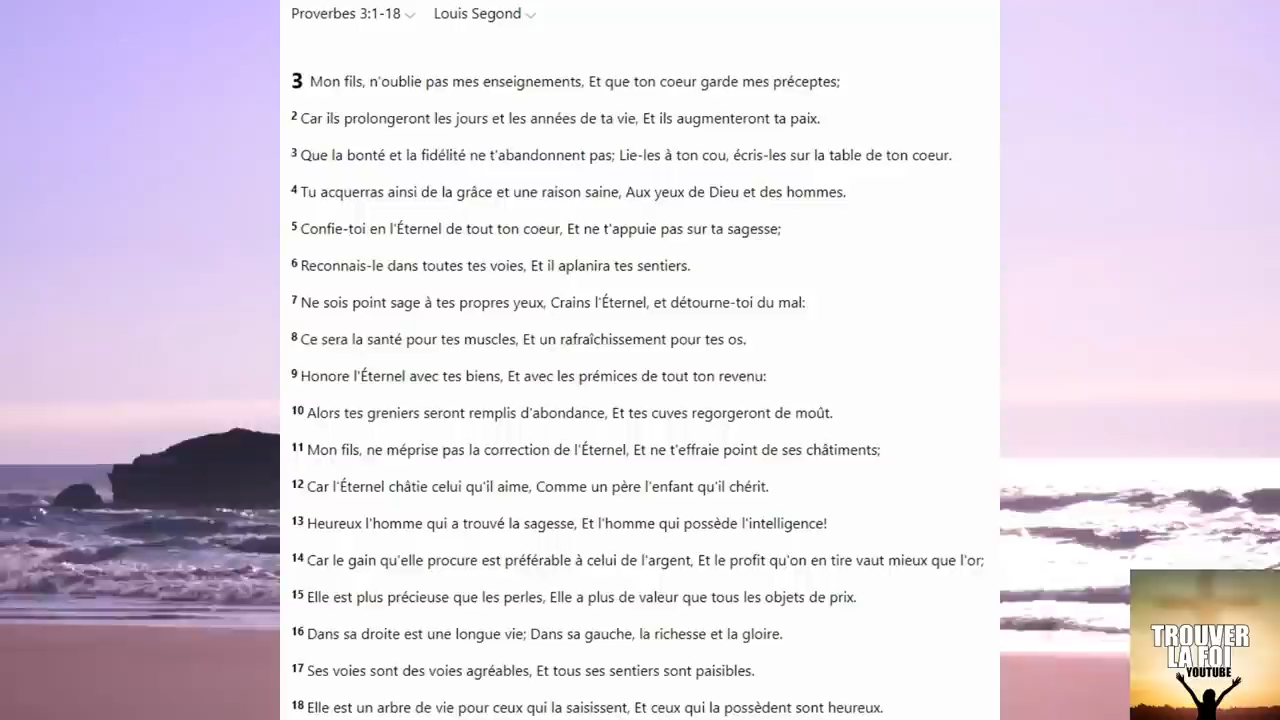 Proverbes 3:1-18 Louis Segond
3 Mon fils, n'oublie pas mes enseignements, Et que ton coeur garde mes préceptes;
2 Car ils prolongeront les jours et les années de ta vie, Et ils augmenteront ta paix.
3 Que la bonté et la fidélité ne t'abandonnent pas; Lie-les à ton cou, écris-les sur la table de ton coeur.
4 Tu acquerras ainsi de la grâce et une raison saine, Aux yeux de Dieu et des hommes.
5 Confie-toi en l'Éternel de tout ton coeur, Et ne t'appuie pas sur ta sagesse;
6 Reconnais-le dans toutes tes voies, Et il aplanira tes sentiers.
7 Ne sois point sage à tes propres yeux, Crains l'Éternel, et détourne-toi du mal:
8 Ce sera la santé pour tes muscles, Et un rafraîchissement pour tes os.
9 Honore l'Éternel avec tes biens, Et avec les prémices de tout ton revenu:
10 Alors tes greniers seront remplis d'abondance, Et tes cuves regorgeront de moût.
11 Mon fils, ne méprise pas la correction de l'Éternel, Et ne t'effraie point de ses châtiments;
12 Car l'Éternel châtie celui qu'il aime, Comme un père l'enfant qu'il chérit.
13 Heureux l'homme qui a trouvé la sagesse, Et l'homme qui possède l'intelligence!
14 Car le gain qu'elle procure est préférable à celui de l'argent, Et le profit qu'on en tire vaut mieux que l'or;
15 Elle est plus précieuse que les perles, Elle a plus de valeur que tous les objets de prix.
16 Dans sa droite est une longue vie; Dans sa gauche, la richesse et la gloire.
17 Ses voies sont des voies agréables, Et tous ses sentiers sont paisibles.
18 Elle est un arbre de vie pour ceux qui la saisissent, Et ceux qui la possèdent sont heureux.
TROUVER
LA FOI
YOUTUBE